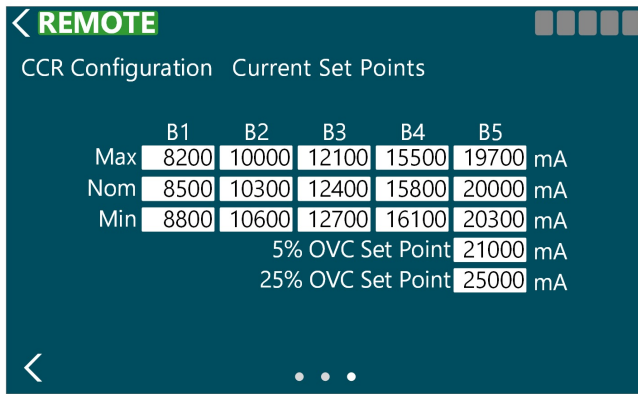 REMOTE
CCR Configuration Current Set Points
B1 B2 B3 B4 B5
Max 8200 10000 12100 15500 19700 mA
Nom 8500 10300 12400 15800 20000 mA
Min 8800 10600 12700 16100 20300 mA
5% OVC Set Point 21000 mA
25% OVC Set Point 25000 mA